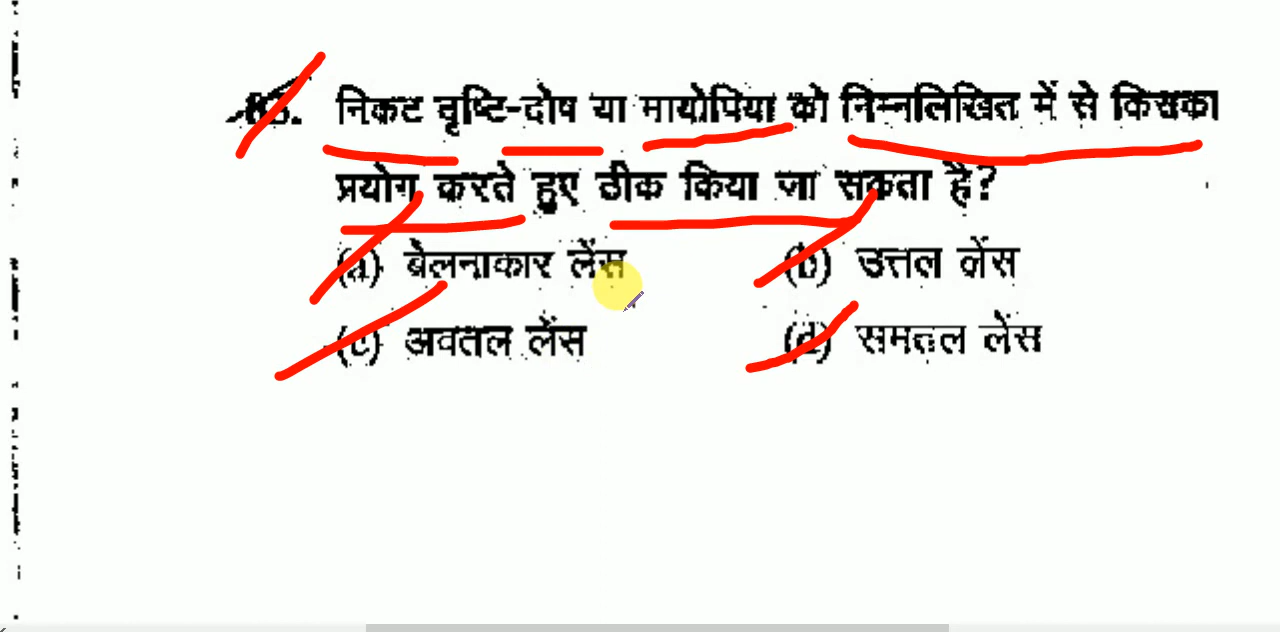 निकट दृष्टि-दोष या मायोपिया को निम्नलिखित में से किसका
प्रयोग करते हुए ठीक किया जा सकता है?
(a) बेलनाकार लेंस (b) उत्तल लेंस
(c) अवतल लेंस (d) समतल लेंस